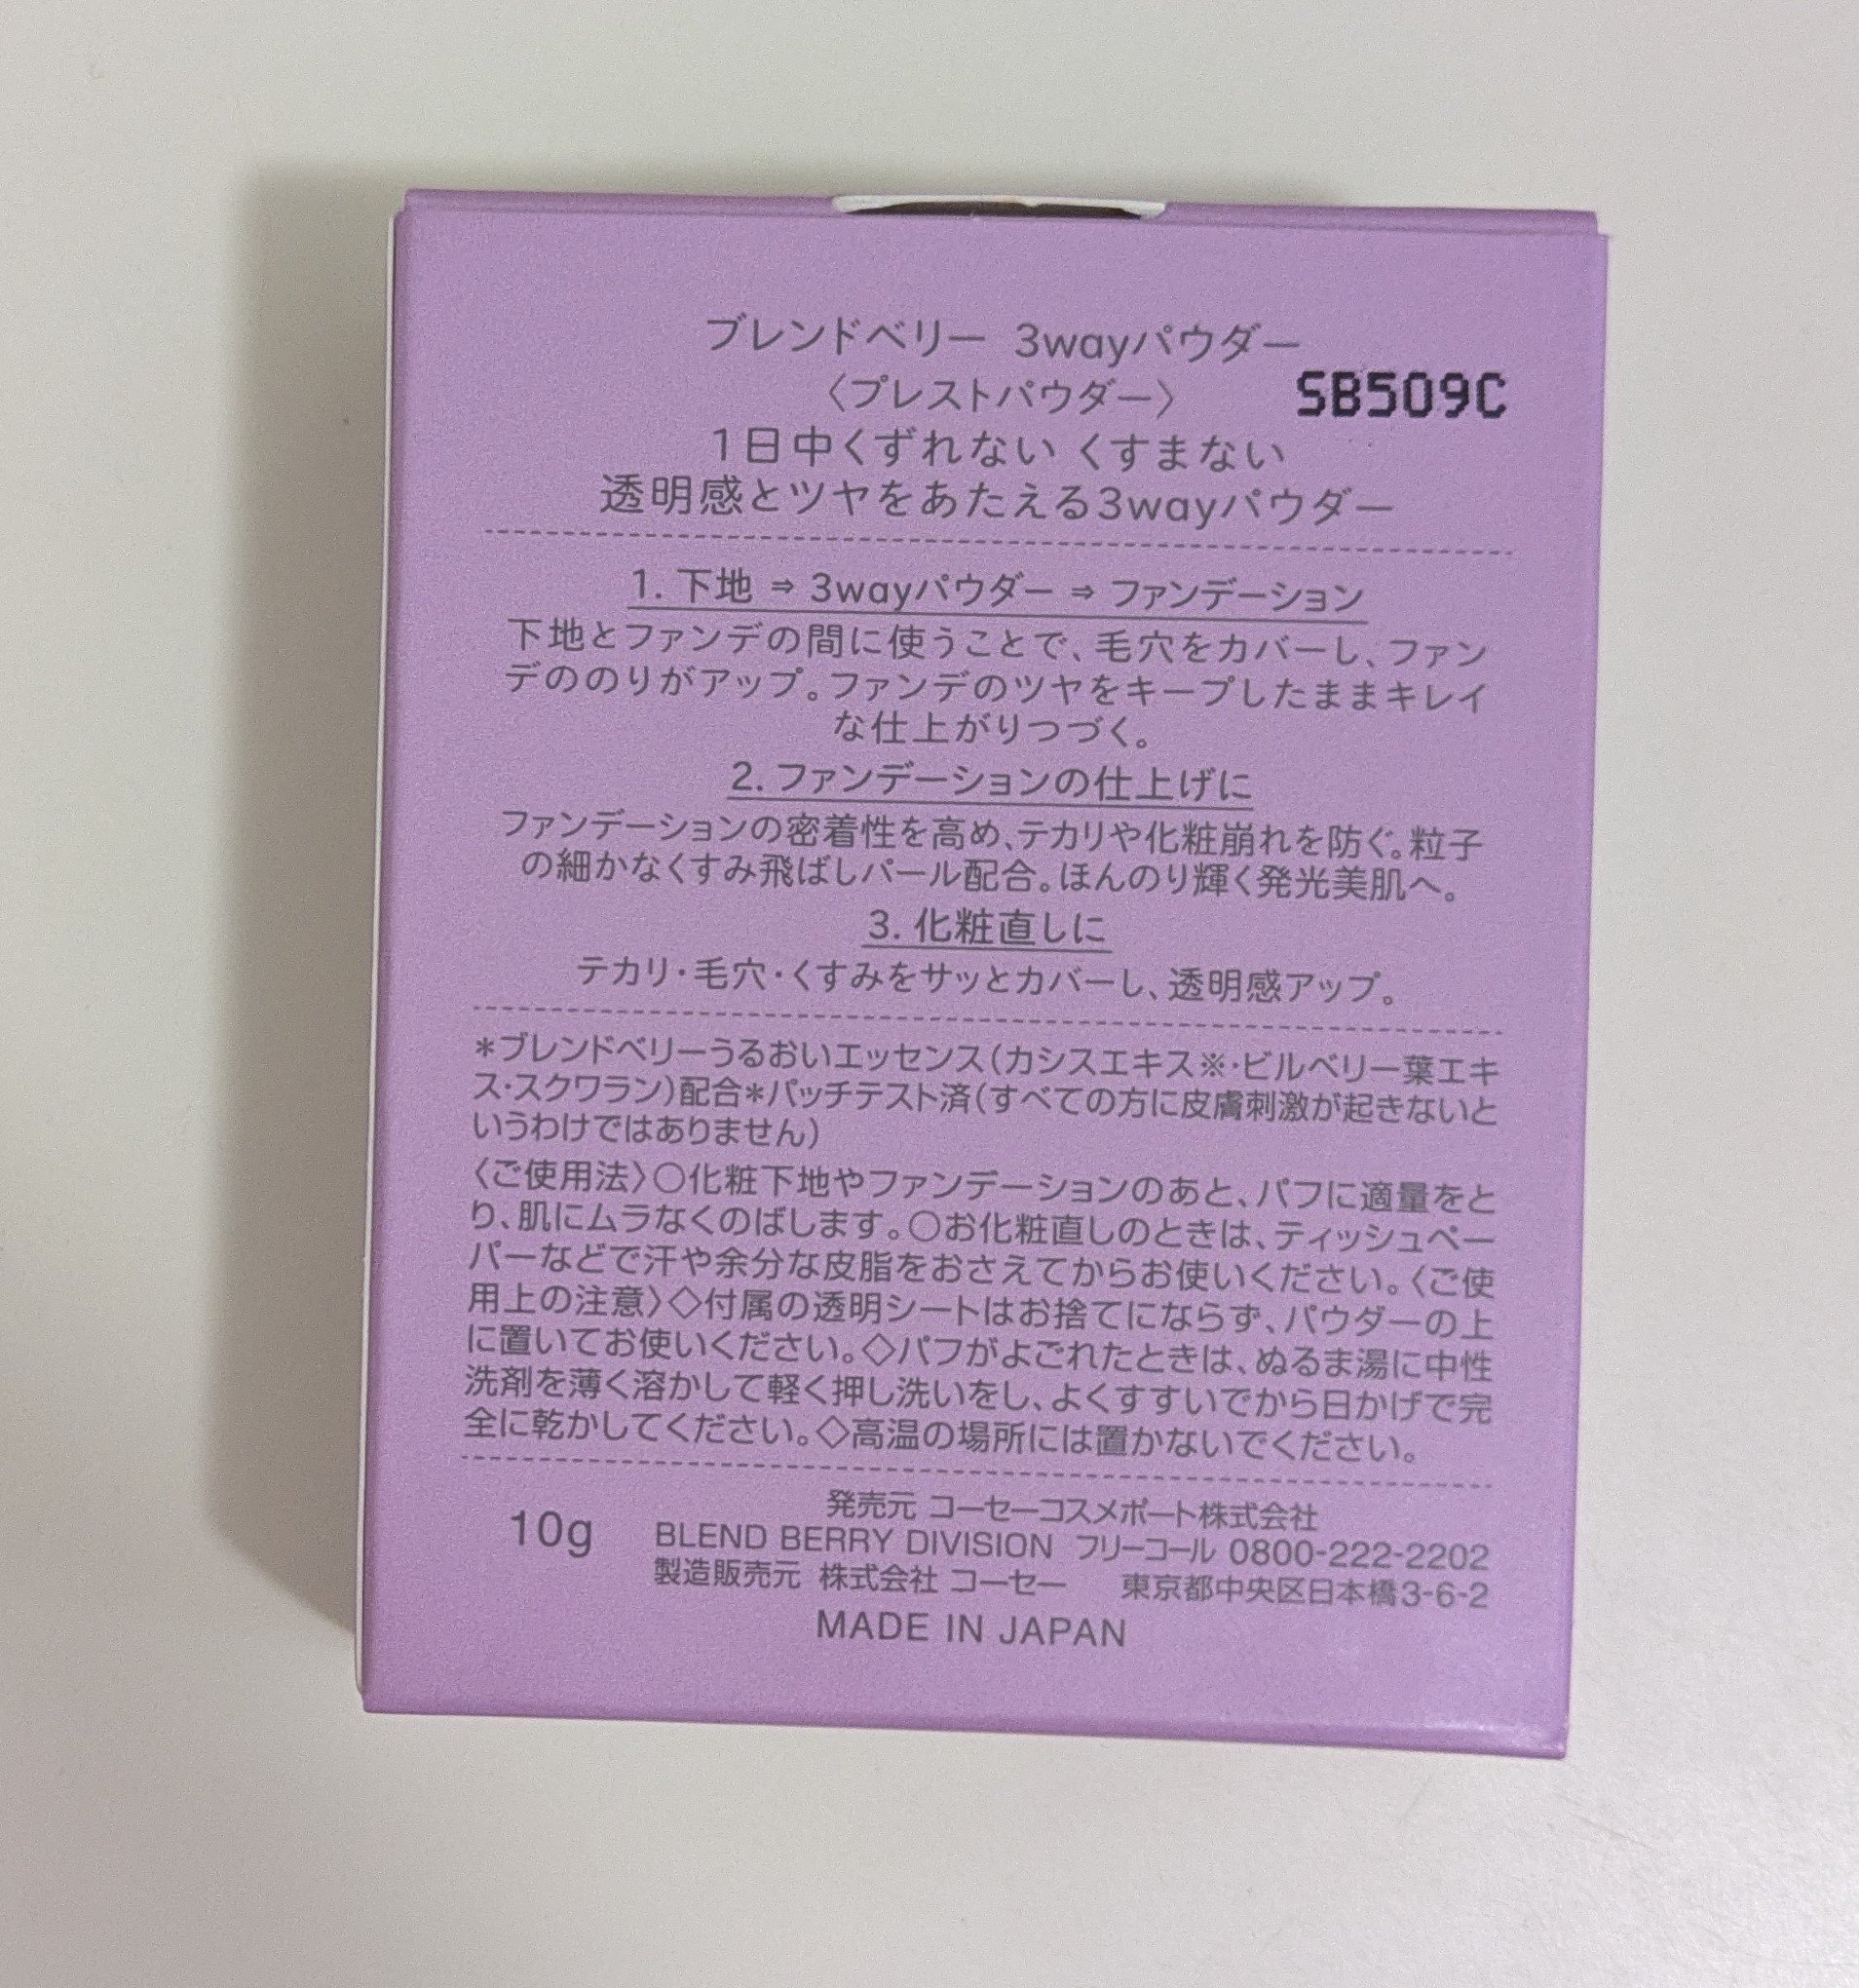 ブレンドベリー 3wayパウダー
〈プレストパウダー〉
SB509C
1日中くずれない くすまない
透明感とツヤをあたえる3wayパウダー
1. 下地 ⇒ 3wayパウダー ⇒ ファンデーション
下地とファンデの間に使うことで、毛穴をカバーし、ファン
デののりがアップ。ファンデのツヤをキープしたままキレイ
な仕上がりつづく。
2. ファンデーションの仕上げに
ファンデーションの密着性を高め、テカリや化粧崩れを防ぐ。粒子
の細かなくすみ飛ばしパール配合。ほんのり輝く発光美肌へ。
3. 化粧直しに
テカリ・毛穴・くすみをサッとカバーし、透明感アップ。
*ブレンドベリーうるおいエッセンス(カシスエキス※・ビルベリー葉エキ
ス・スクワラン)配合*パッチテスト済(すべての方に皮膚刺激が起きないと
いうわけではありません)
〈ご使用法〉○化粧下地やファンデーションのあと、パフに適量をと
り、肌にムラなくのばします。○お化粧直しのときは、ティッシュペー
パーなどで汗や余分な皮脂をおさえてからお使いください。〈ご使
用上の注意〉◇付属の透明シートはお捨てにならず、パウダーの上
に置いてお使いください。◇パフがよごれたときは、ぬるま湯に中性
洗剤を薄く溶かして軽く押し洗いをし、よくすすいでから日かげで完
全に乾かしてください。◇高温の場所には置かないでください。
10g
発売元 コーセーコスメポート株式会社
BLEND BERRY DIVISION フリーコール 0800-222-2202
製造販売元 株式会社 コーセー 東京都中央区日本橋3-6-2
MADE IN JAPAN